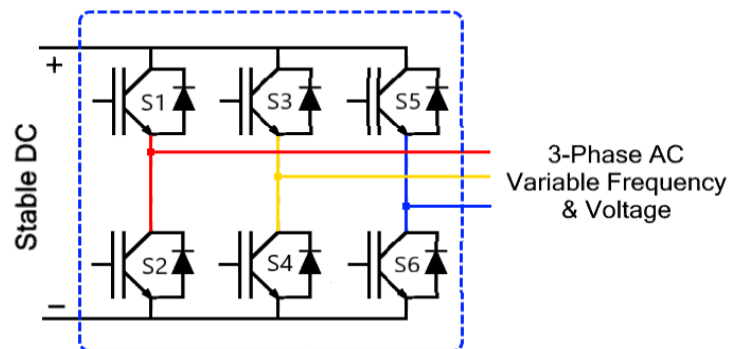 +
S1
S3
S5
Stable DC
3-Phase AC
Variable Frequency
& Voltage
S2
S4
S6
−